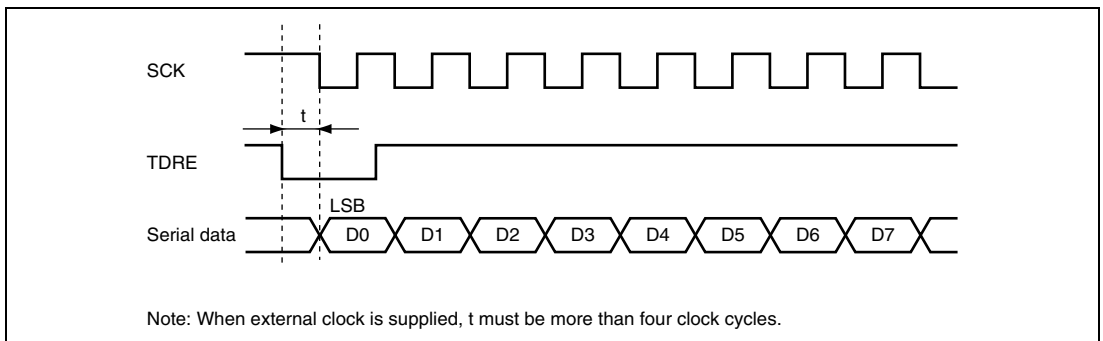 SCK
t
TDRE
LSB
Serial data D0 D1 D2 D3 D4 D5 D6 D7
Note: When external clock is supplied, t must be more than four clock cycles.